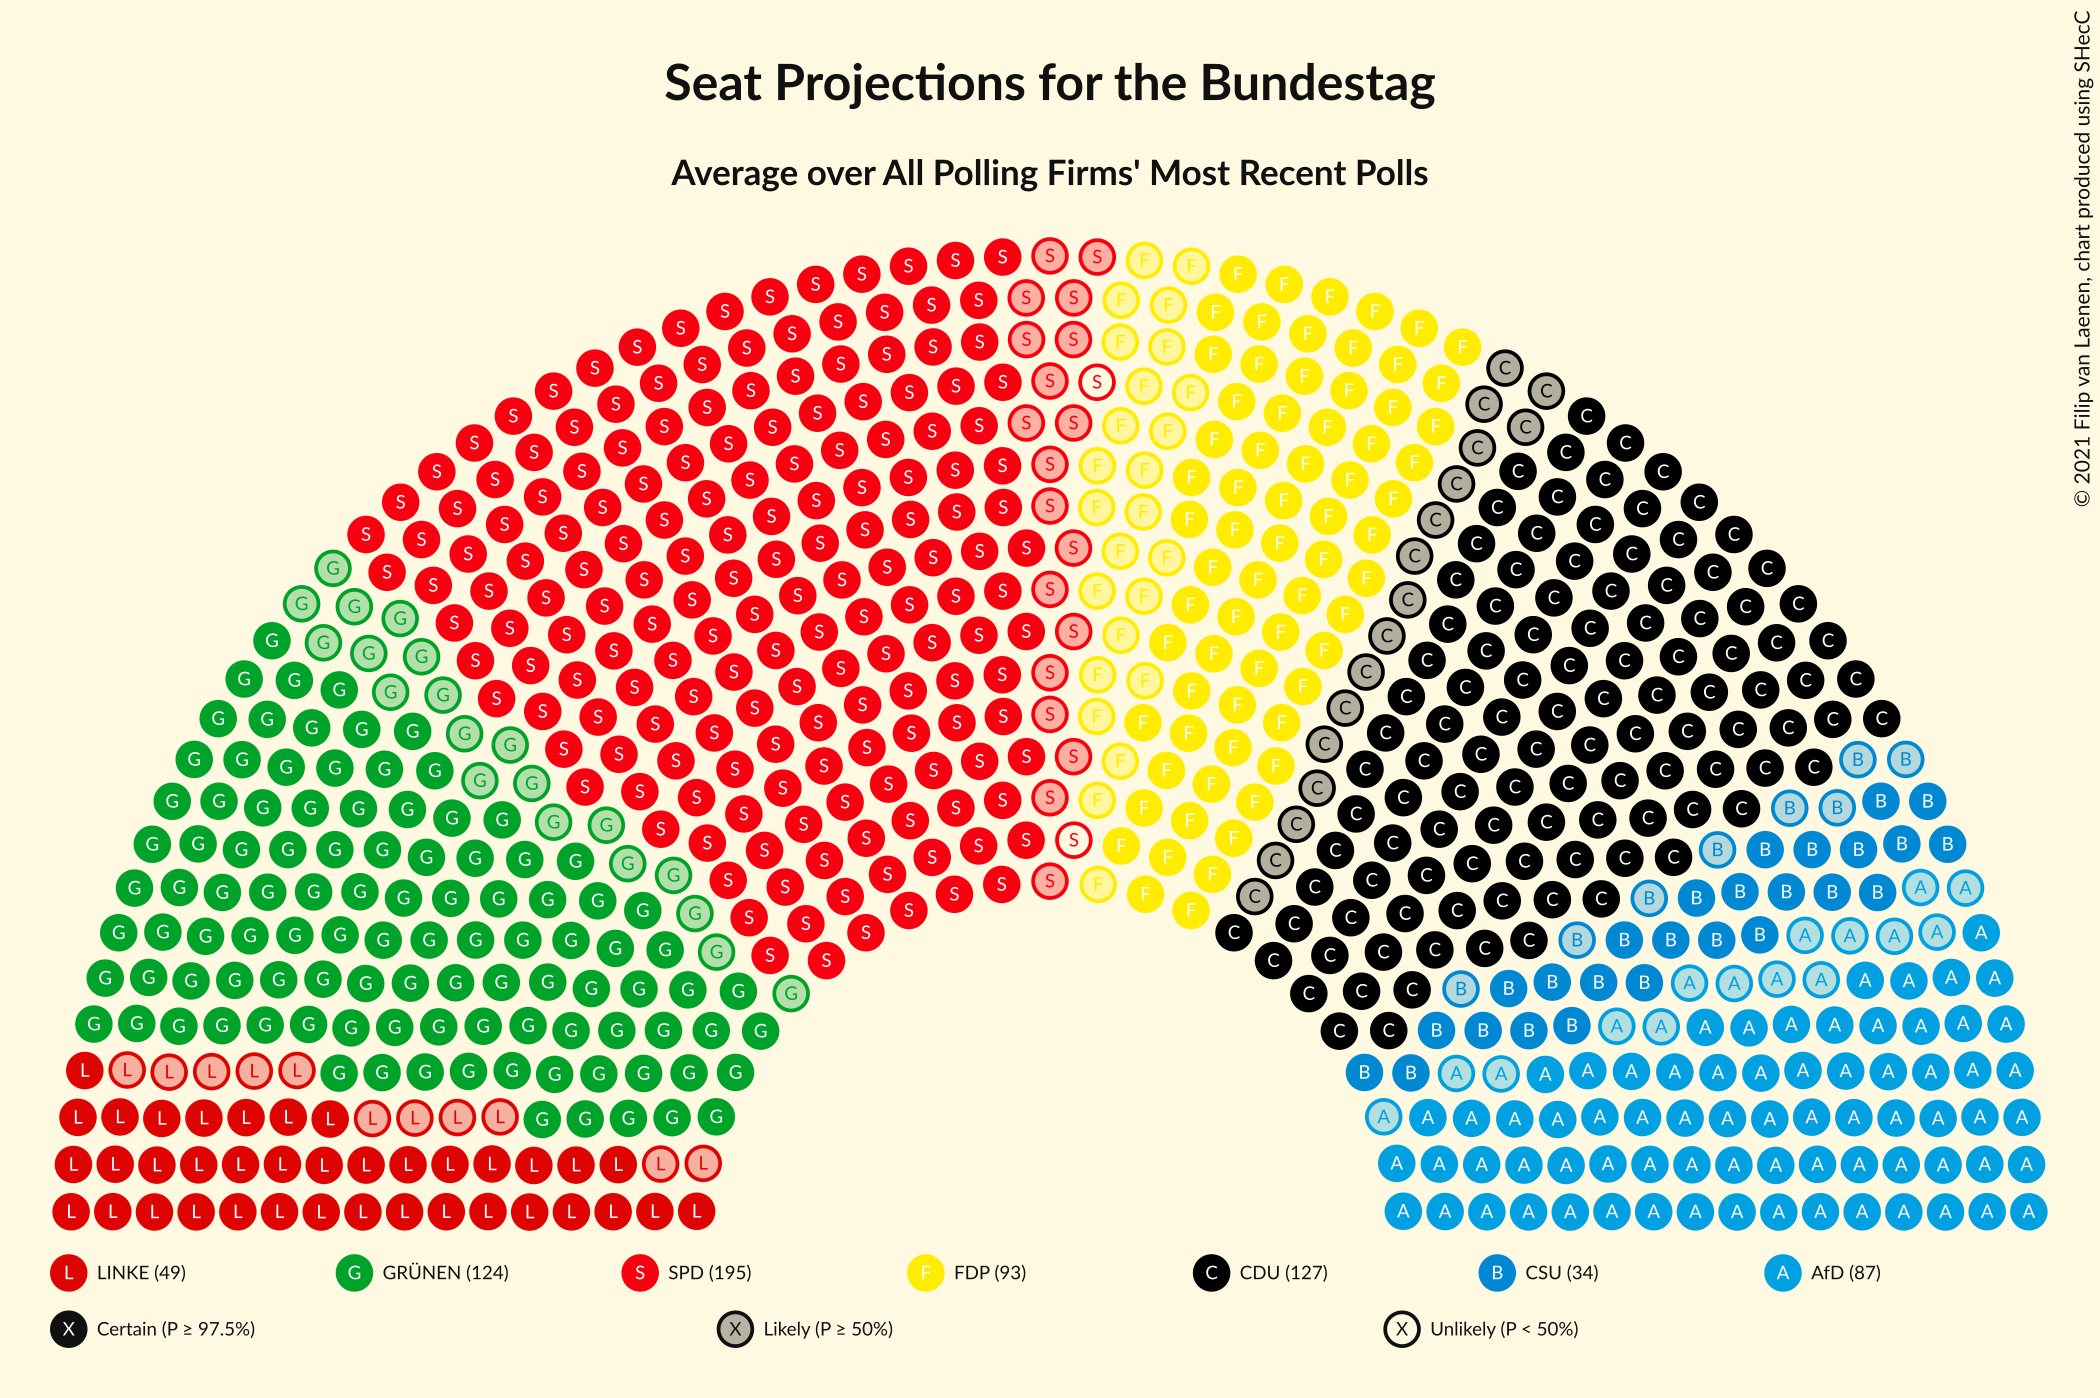 Seat Projections for the Bundestag
Average over All Polling Firms' Most Recent Polls
© 2021 Filip van Laenen, chart produced using SHecC
L LINKE (49)
G GRÜNEN (124)
S SPD (195)
F FDP (93)
C CDU (127)
B CSU (34)
A AfD (87)
X Certain (P ≥ 97.5%)
X Likely (P ≥ 50%)
X Unlikely (P < 50%)